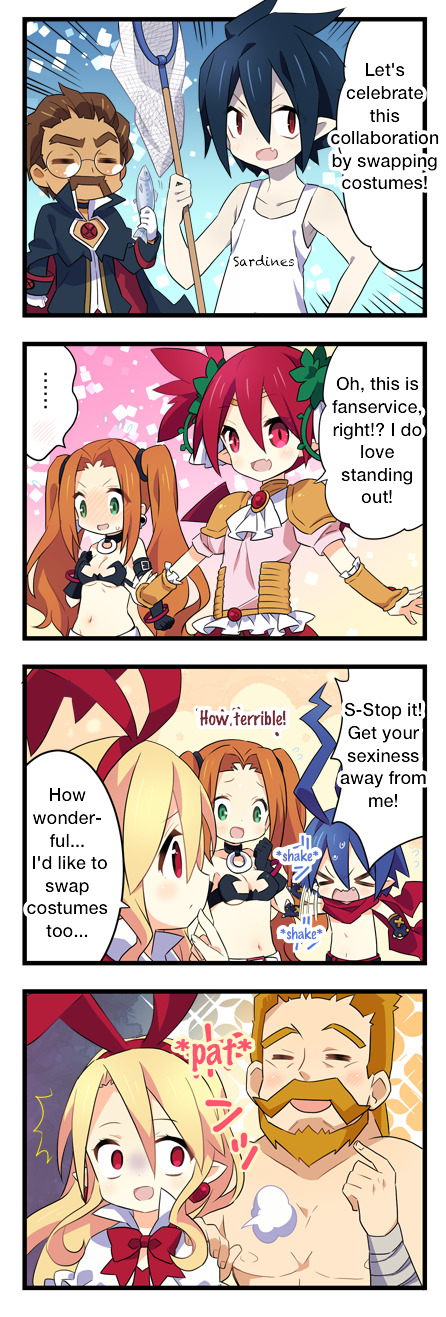 Let's
celebrate
this
collaboration
by swapping
costumes!
Sardines
Oh, this is
fanservice,
right!? I do
love
standing
out!
......
S-Stop it!
Get your
sexiness
away from
me!
How terrible!
How
wonder-
ful...
I'd like to
swap
costumes
too...
*shake*
*shake*
*pat*
ンッ